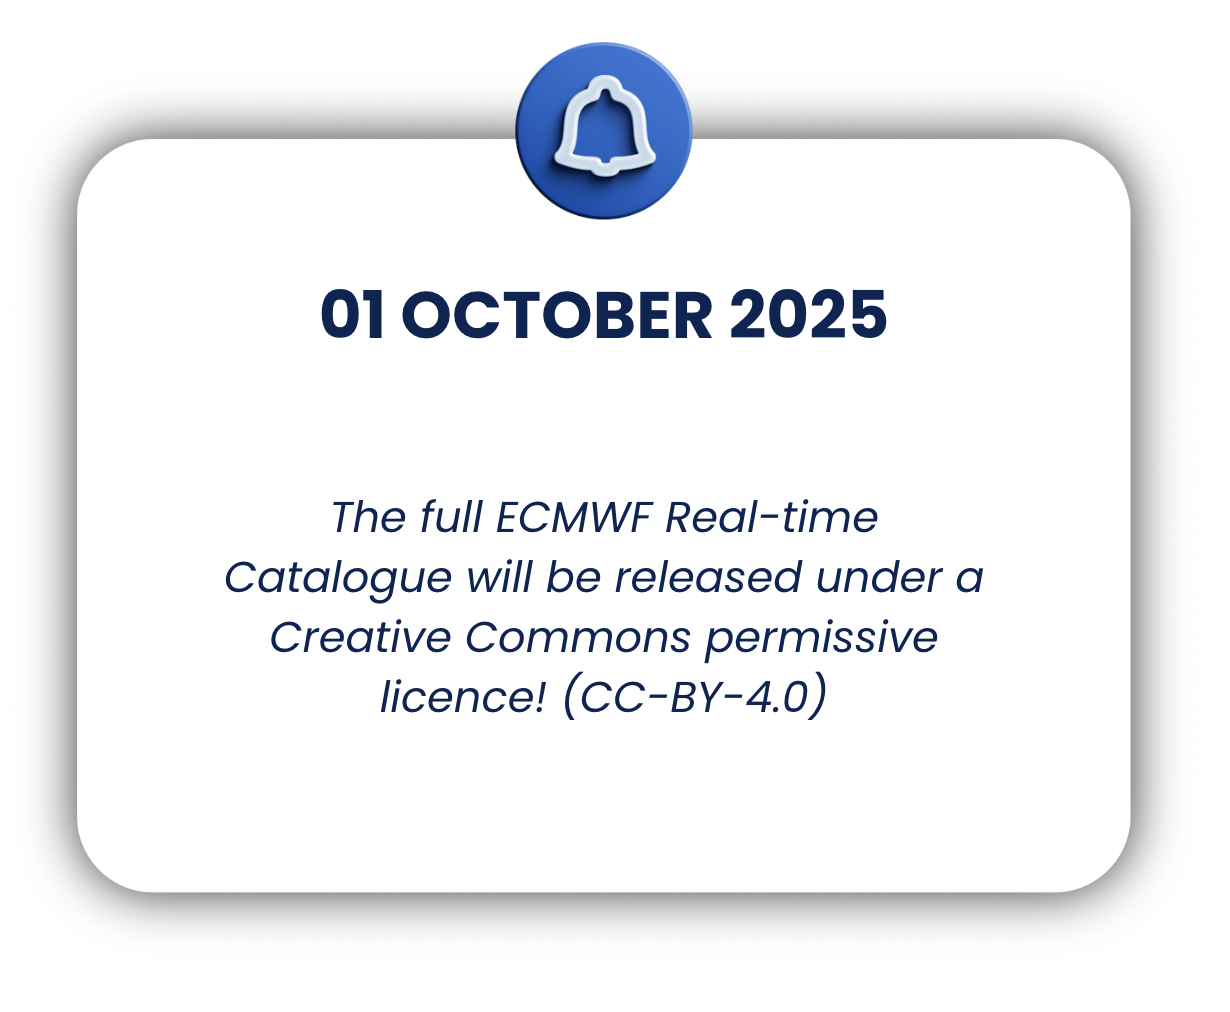 01 OCTOBER 2025
The full ECMWF Real-time
Catalogue will be released under a
Creative Commons permissive
licence! (CC-BY-4.0)